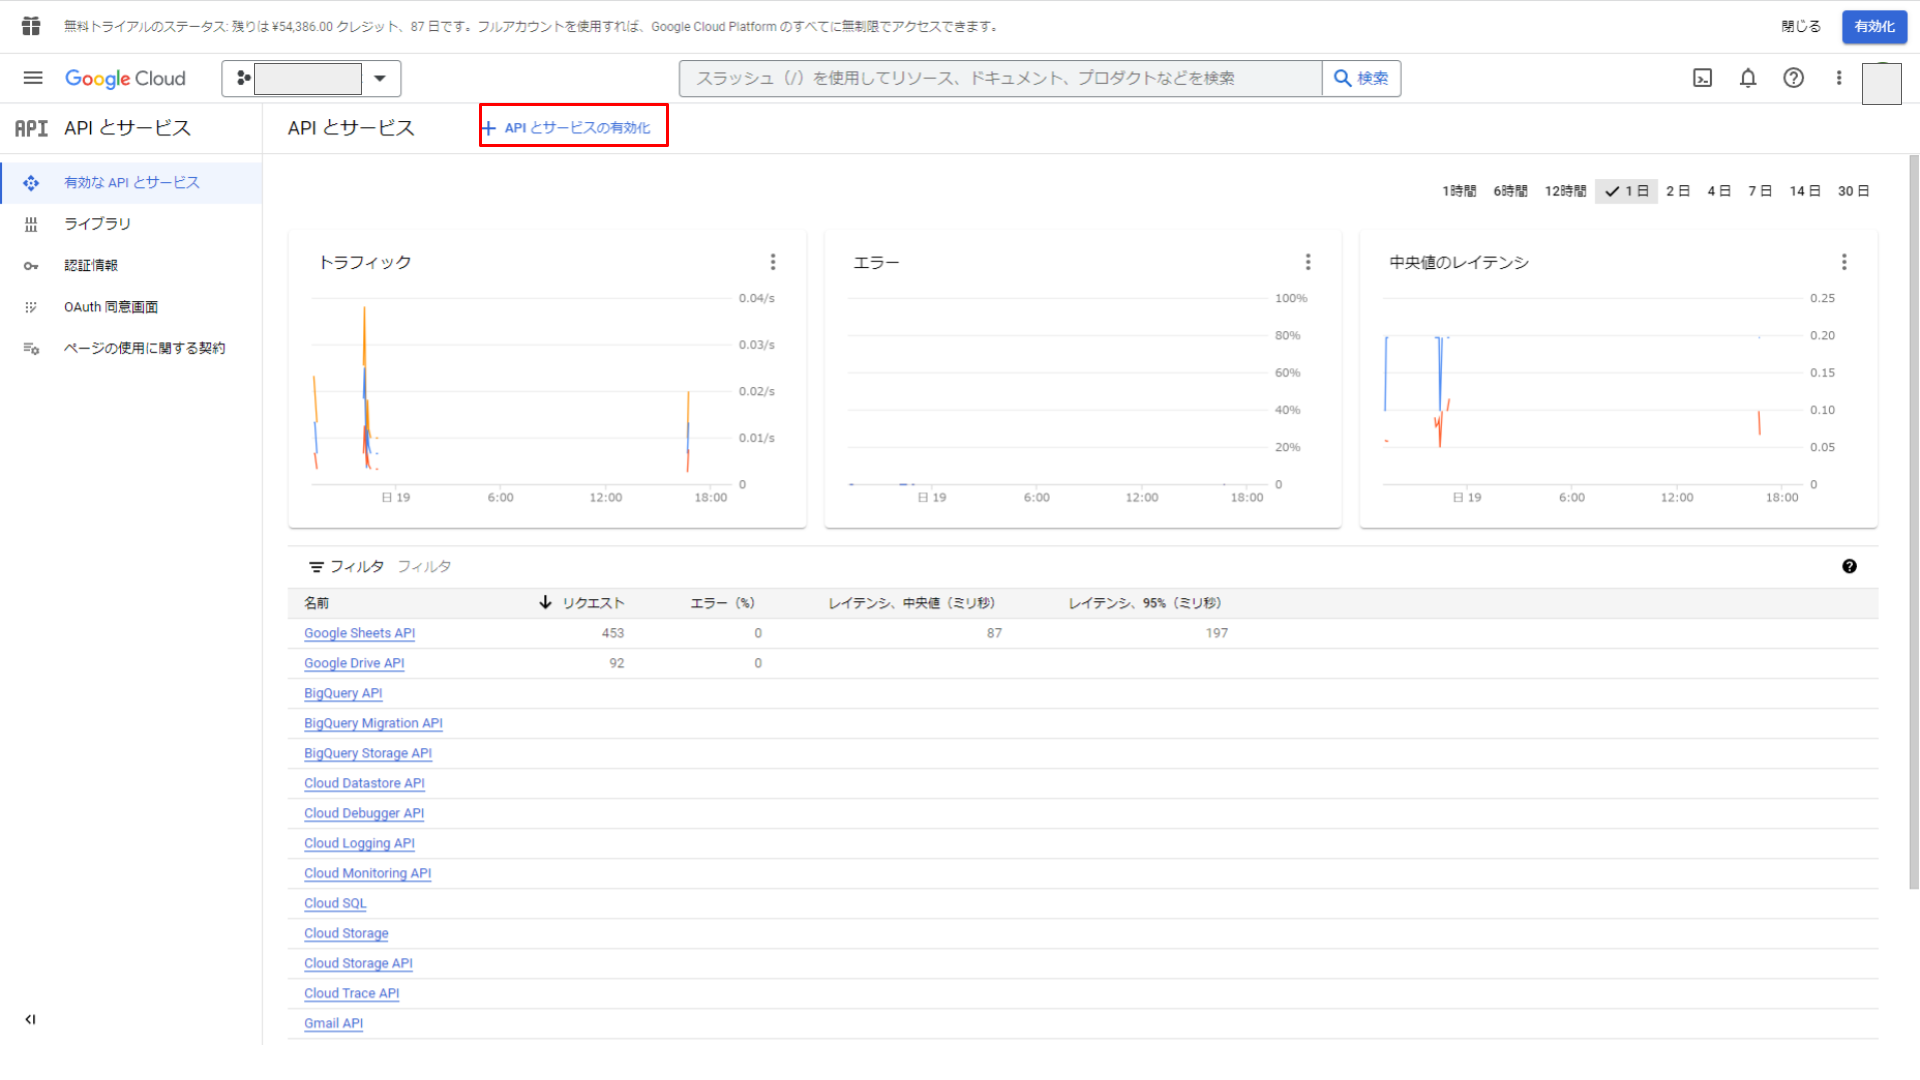 無料トライアルのステータス: 残りは ¥54,386.00 クレジット、87 日です。フルアカウントを使用すれば、Google Cloud Platform のすべてに無制限でアクセスできます。
閉じる
有効化
Google Cloud
スラッシュ（/）を使用してリソース、ドキュメント、プロダクトなどを検索
検索
API API とサービス
API とサービス
+ API とサービスの有効化
有効な API とサービス
ライブラリ
認証情報
OAuth 同意画面
ページの使用に関する契約
1時間 6時間 12時間 1 日 2 日 4 日 7 日 14 日 30 日
トラフィック
0.04/s
0.03/s
0.02/s
0.01/s
0
日 19 6:00 12:00 18:00
エラー
100%
80%
60%
40%
20%
0
日 19 6:00 12:00 18:00
中央値のレイテンシ
0.25
0.20
0.15
0.10
0.05
0
日 19 6:00 12:00 18:00
フィルタ フィルタ
名前 リクエスト エラー（%） レイテンシ、中央値（ミリ秒） レイテンシ、95%（ミリ秒）
Google Sheets API 453 0 87 197
Google Drive API 92 0
BigQuery API
BigQuery Migration API
BigQuery Storage API
Cloud Datastore API
Cloud Debugger API
Cloud Logging API
Cloud Monitoring API
Cloud SQL
Cloud Storage
Cloud Storage API
Cloud Trace API
Gmail API